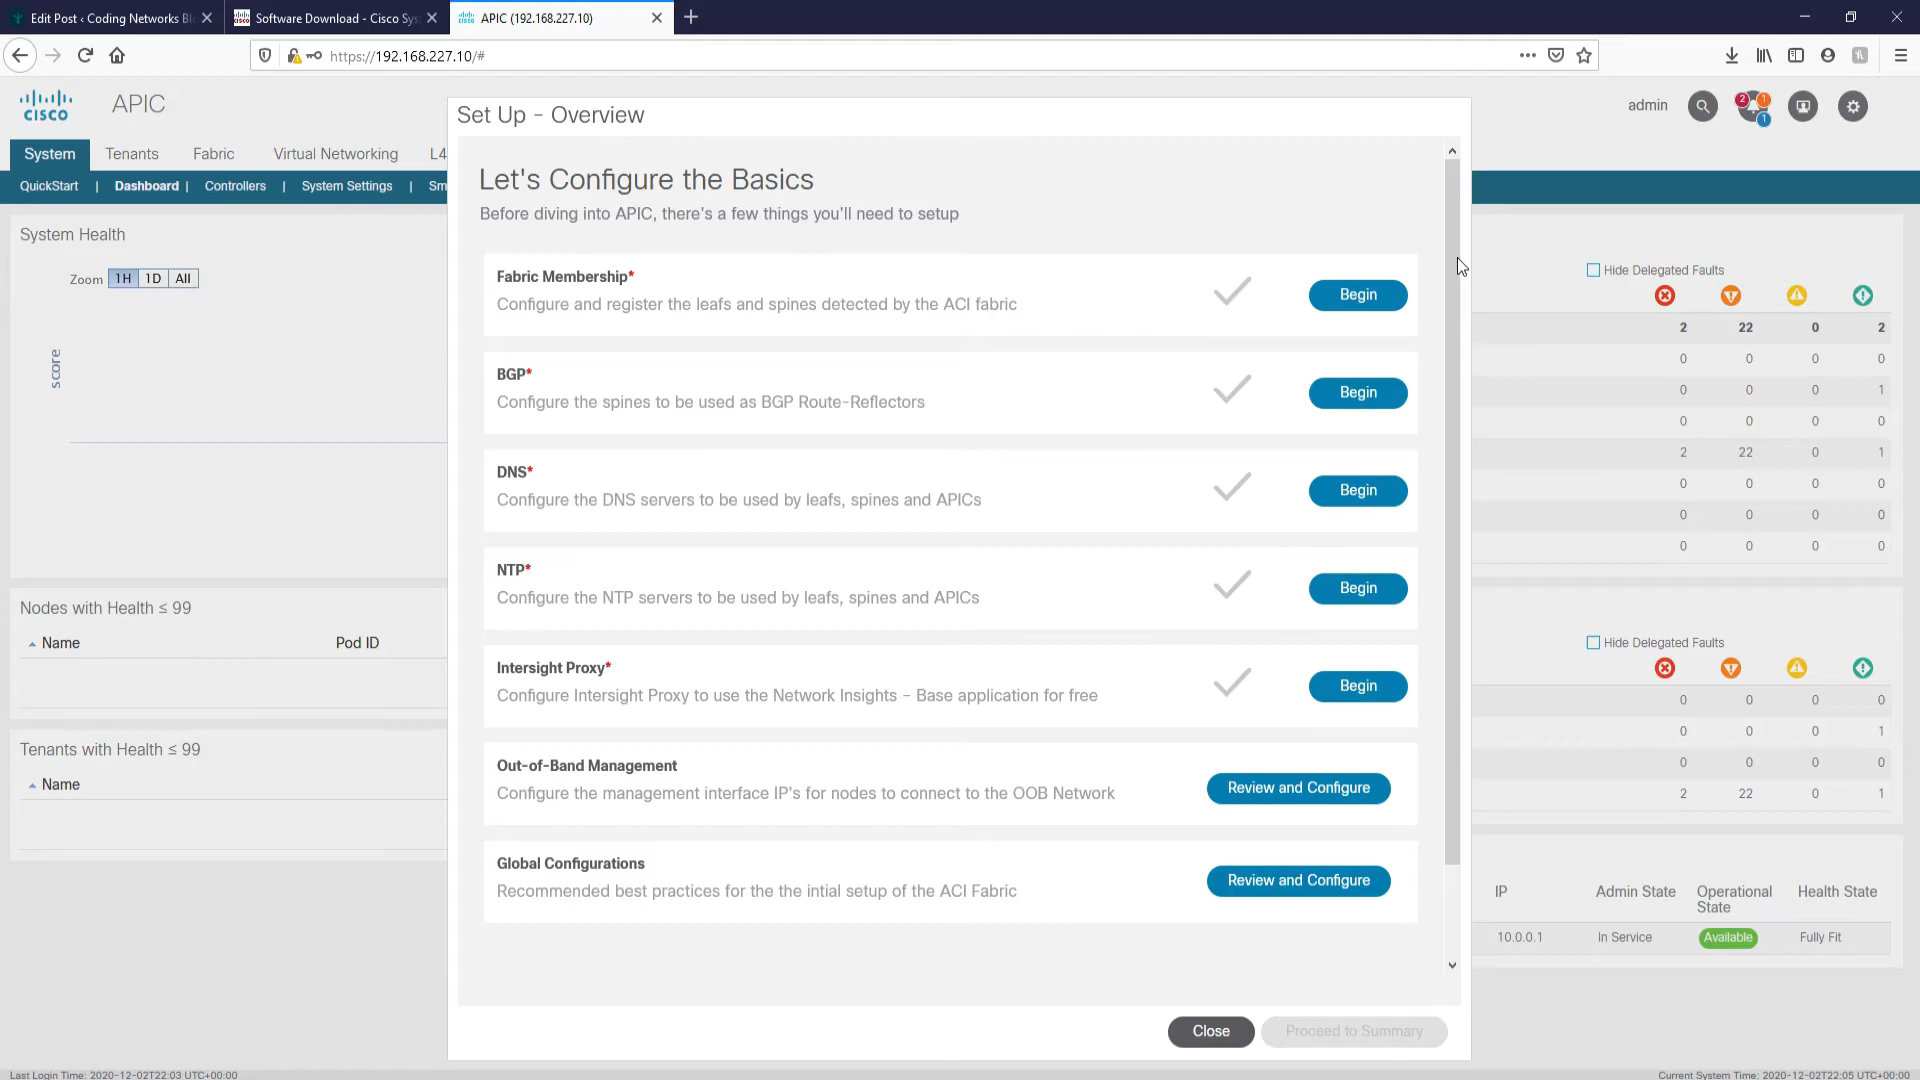 Edit Post ‹ Coding Networks Bl
Software Download - Cisco Sys
APIC (192.168.227.10)
https://192.168.227.10/#
CISCO
APIC
admin
2
1
1
System
Tenants
Fabric
Virtual Networking
L4
QuickStart | Dashboard | Controllers | System Settings | Sm
System Health
Zoom 1H 1D All
score
Nodes with Health ≤ 99
Name
Pod ID
Tenants with Health ≤ 99
Name
Set Up - Overview
Let's Configure the Basics
Before diving into APIC, there's a few things you'll need to setup
Fabric Membership*
Configure and register the leafs and spines detected by the ACI fabric
Begin
BGP*
Configure the spines to be used as BGP Route-Reflectors
Begin
DNS*
Configure the DNS servers to be used by leafs, spines and APICs
Begin
NTP*
Configure the NTP servers to be used by leafs, spines and APICs
Begin
Intersight Proxy*
Configure Intersight Proxy to use the Network Insights – Base application for free
Begin
Out-of-Band Management
Configure the management interface IP's for nodes to connect to the OOB Network
Review and Configure
Global Configurations
Recommended best practices for the the intial setup of the ACI Fabric
Review and Configure
Close
Proceed to Summary
Hide Delegated Faults
2 22 0 2
0 0 0 0
0 0 0 1
0 0 0 0
2 22 0 1
0 0 0 0
0 0 0 0
0 0 0 0
Hide Delegated Faults
0 0 0 0
0 0 0 1
0 0 0 0
2 22 0 1
IP
Admin State
Operational State
Health State
10.0.0.1
In Service
Available
Fully Fit
Last Login Time: 2020-12-02T22:03 UTC+00:00
Current System Time: 2020-12-02T22:05 UTC+00:00